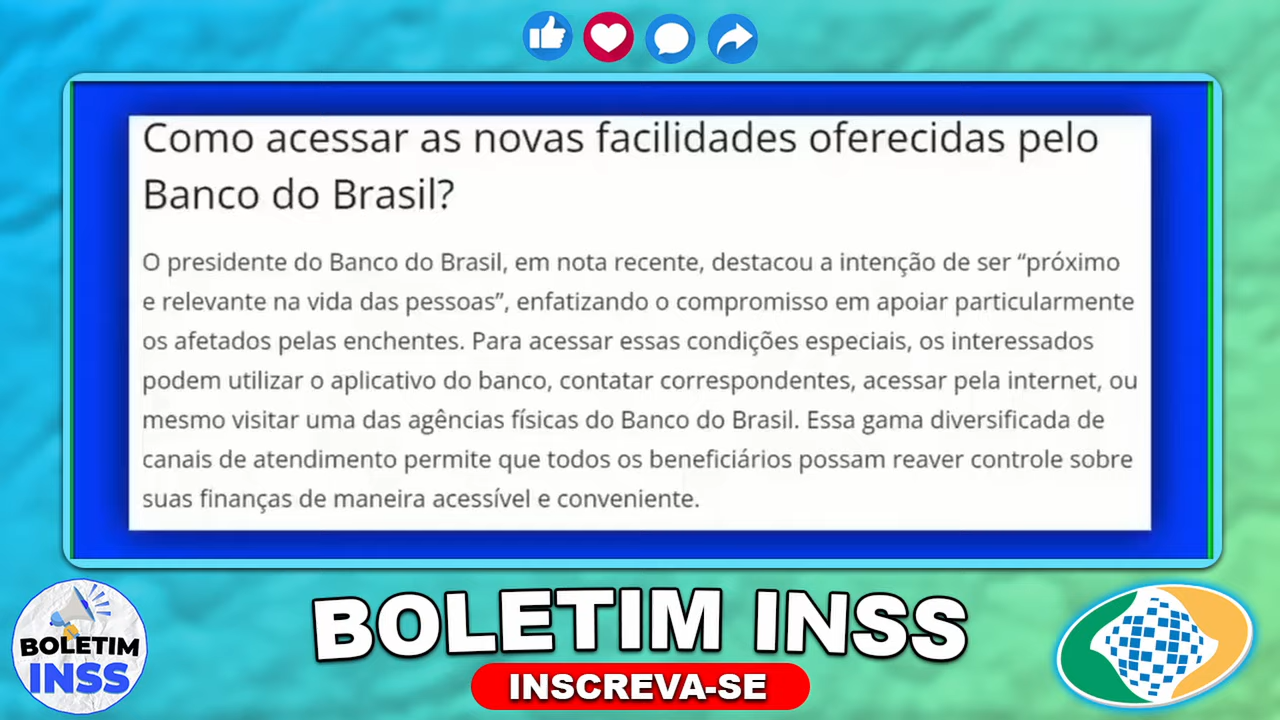 Como acessar as novas facilidades oferecidas pelo
Banco do Brasil?
O presidente do Banco do Brasil, em nota recente, destacou a intenção de ser “próximo
e relevante na vida das pessoas”, enfatizando o compromisso em apoiar particularmente
os afetados pelas enchentes. Para acessar essas condições especiais, os interessados
podem utilizar o aplicativo do banco, contatar correspondentes, acessar pela internet, ou
mesmo visitar uma das agências físicas do Banco do Brasil. Essa gama diversificada de
canais de atendimento permite que todos os beneficiários possam reaver controle sobre
suas finanças de maneira acessível e conveniente.
BOLETIM
INSS
BOLETIM INSS
INSCREVA-SE